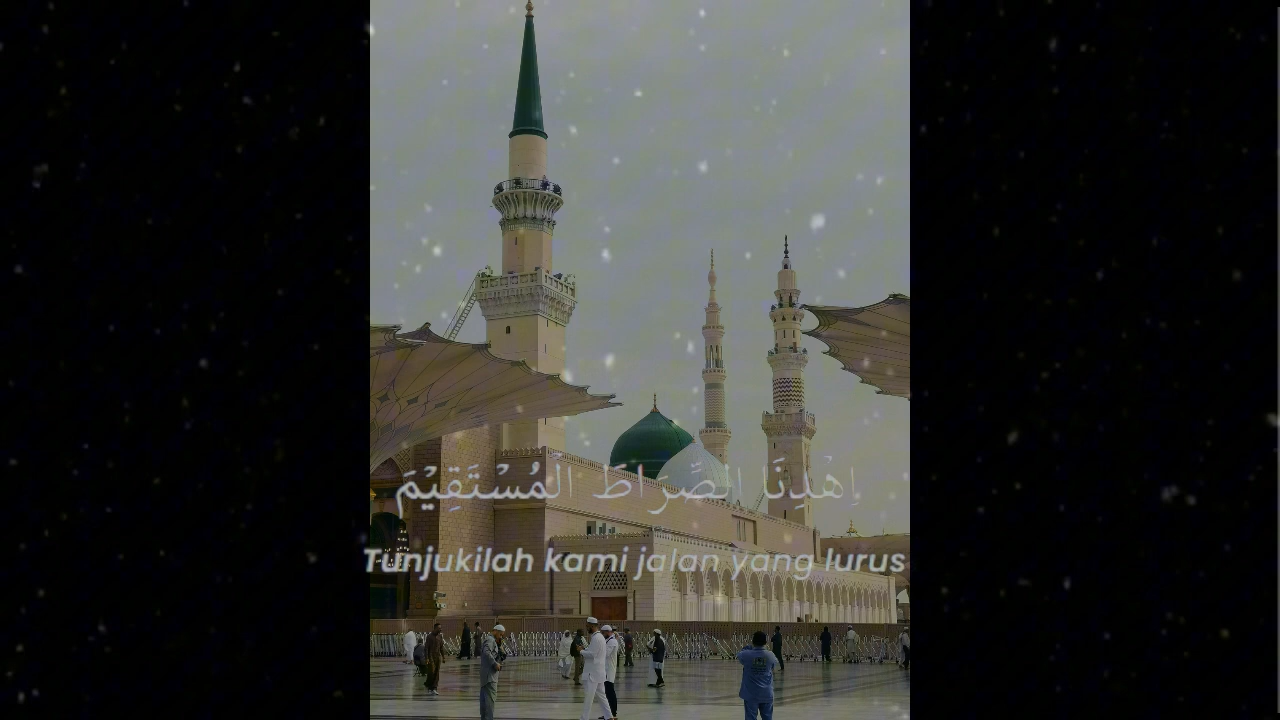 اِهْدِنَا الصِّرَاطَ الْمُسْتَقِيْمَ
Tunjukilah kami jalan yang lurus